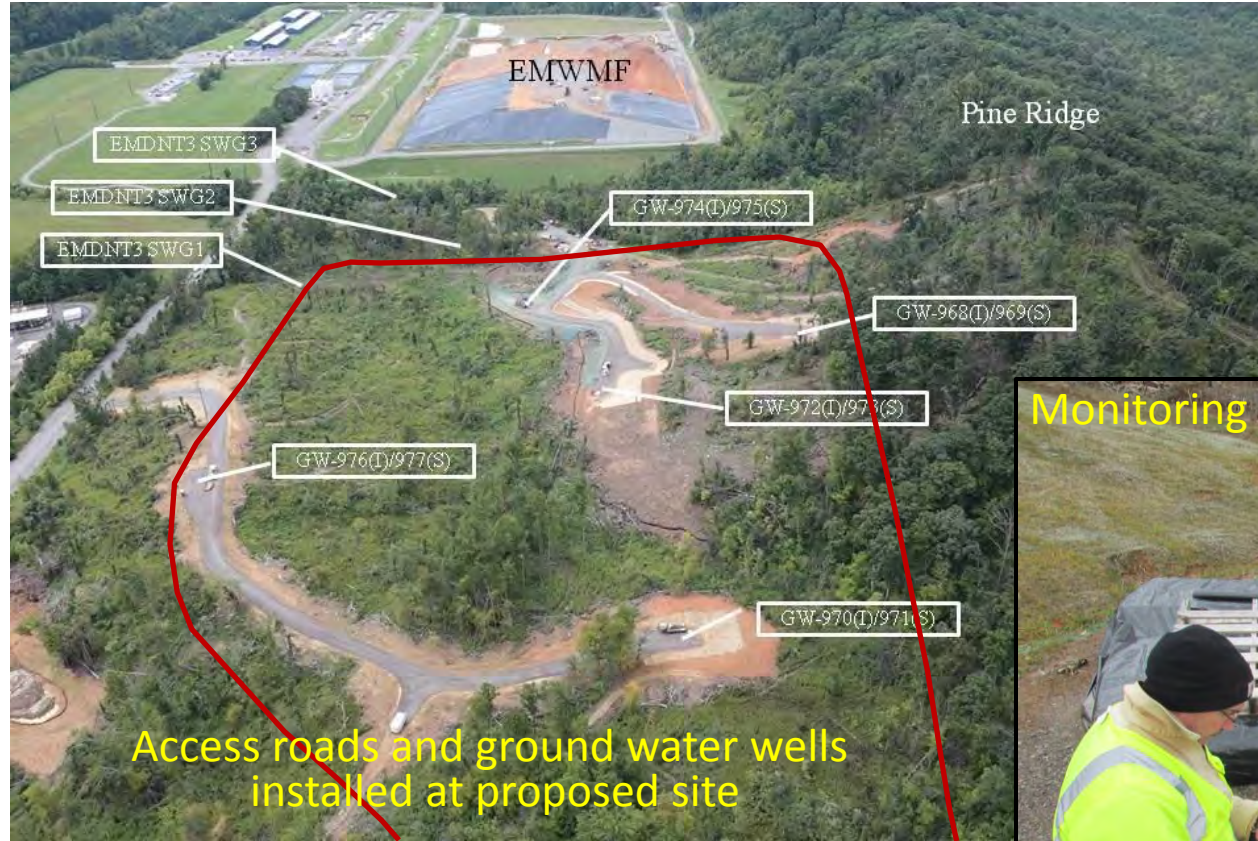 EMWMF
Pine Ridge
EMDNT3 SWG3
EMDNT3 SWG2
GW-974(I)/975(S)
EMDNT3 SWG1
GW-968(I)/969(S)
Monitoring
GW-972(I)/973(S)
GW-976(I)/977(S)
GW-970(I)/971(S)
Access roads and ground water wells
installed at proposed site